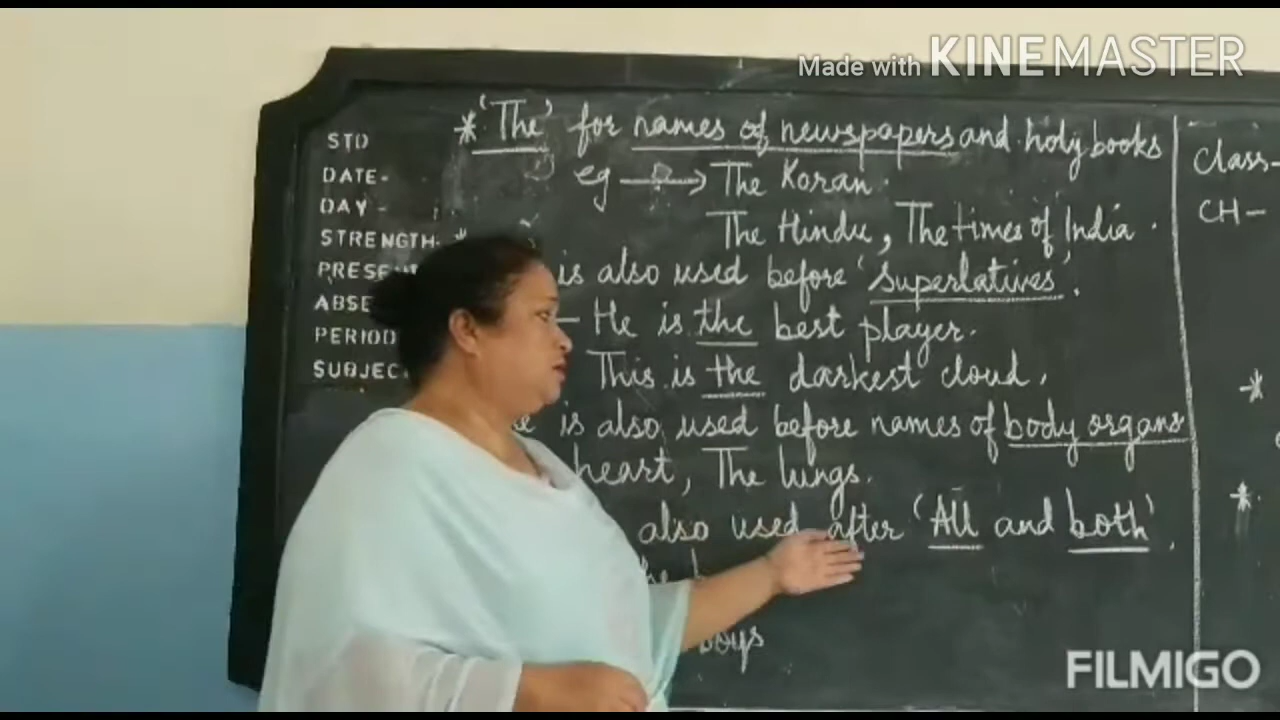 Made with KINEMASTER
STD
DATE-
DAY -
STRENGTH-
PRESE
ABSE
PERIOD
SUBJEC
* 'The' for names of newspapers and holy books
eg → The Koran.
The Hindu, The times of India.
* is also used before 'superlatives'.
- He is the best player.
This is the darkest cloud.
is also used before names of body organs
heart, The lungs.
also used after 'All and both'.
boys
Class-
CH-
*
*
FILMIGO